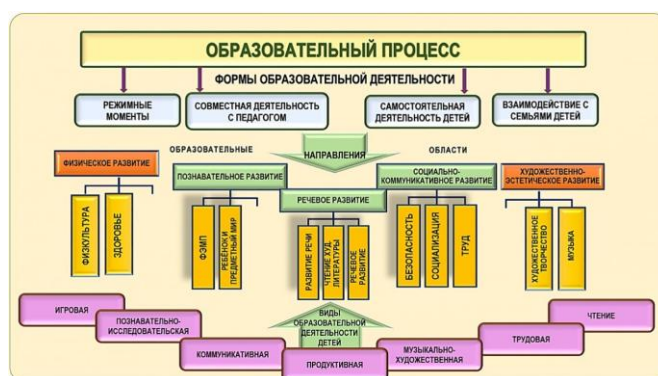 ОБРАЗОВАТЕЛЬНЫЙ ПРОЦЕСС
ФОРМЫ ОБРАЗОВАТЕЛЬНОЙ ДЕЯТЕЛЬНОСТИ
РЕЖИМНЫЕ
МОМЕНТЫ
СОВМЕСТНАЯ ДЕЯТЕЛЬНОСТЬ
С ПЕДАГОГОМ
САМОСТОЯТЕЛЬНАЯ
ДЕЯТЕЛЬНОСТЬ ДЕТЕЙ
ВЗАИМОДЕЙСТВИЕ С
СЕМЬЯМИ ДЕТЕЙ
ОБРАЗОВАТЕЛЬНЫЕ
НАПРАВЛЕНИЯ
ОБЛАСТИ
ФИЗИЧЕСКОЕ РАЗВИТИЕ
ПОЗНАВАТЕЛЬНОЕ РАЗВИТИЕ
РЕЧЕВОЕ РАЗВИТИЕ
СОЦИАЛЬНО-
КОММУНИКАТИВНОЕ РАЗВИТИЕ
ХУДОЖЕСТВЕННО-
ЭСТЕТИЧЕСКОЕ РАЗВИТИЕ
ФИЗКУЛЬТУРА
ЗДОРОВЬЕ
ФЭМП
РЕБЁНОК И
ПРЕДМЕТНЫЙ МИР
РАЗВИТИЕ РЕЧИ
ЧТЕНИЕ ХУД.
ЛИТЕРАТУРЫ
РЕЧЕВОЕ
РАЗВИТИЕ
БЕЗОПАСНОСТЬ
СОЦИАЛИЗАЦИЯ
ТРУД
ХУДОЖЕСТВЕННОЕ
ТВОРЧЕСТВО
МУЗЫКА
ВИДЫ
ОБРАЗОВАТЕЛЬНОЙ
ДЕЯТЕЛЬНОСТИ
ДЕТЕЙ
ИГРОВАЯ
ПОЗНАВАТЕЛЬНО-
ИССЛЕДОВАТЕЛЬСКАЯ
КОММУНИКАТИВНАЯ
ПРОДУКТИВНАЯ
МУЗЫКАЛЬНО-
ХУДОЖЕСТВЕННАЯ
ТРУДОВАЯ
ЧТЕНИЕ